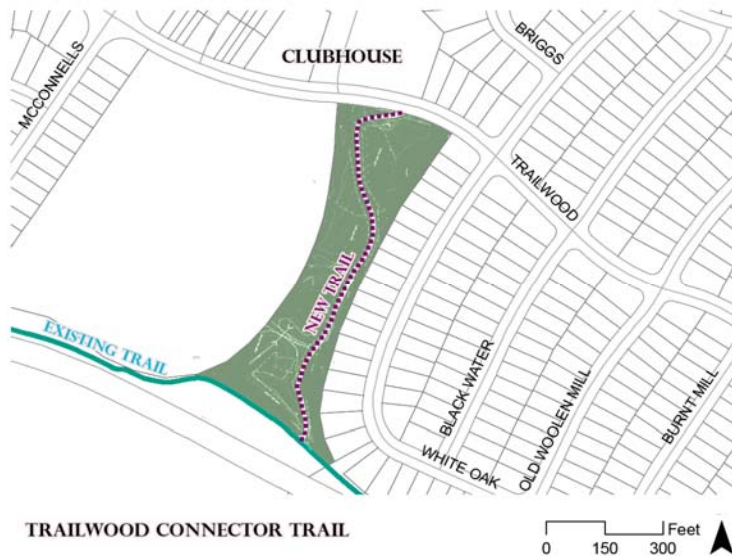 MCCONNELLS
CLUBHOUSE
BRIGGS
TRAILWOOD
NEW TRAIL
EXISTING TRAIL
BLACK WATER
OLD WOOLEN MILL
BURNT MILL
WHITE OAK
TRAILWOOD CONNECTOR TRAIL
Feet
0 150 300